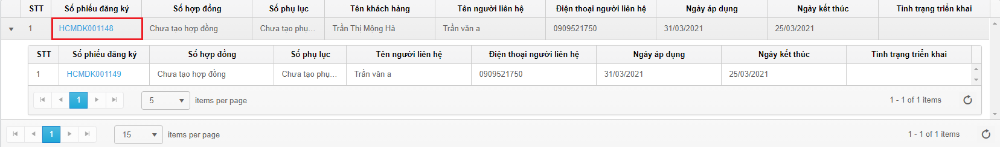 STT Số phiếu đăng ký Số hợp đồng Số phụ lục Tên khách hàng Tên người liên hệ Điện thoại người liên hệ Ngày áp dụng Ngày kết thúc Tình trạng triển khai
1 HCMDK001148 Chưa tạo hợp đồng Chưa tạo phụ... Trần Thị Mộng Hà Trần văn a 0909521750 31/03/2021 25/03/2021
STT Số phiếu đăng ký Số hợp đồng Số phụ lục Tên người liên hệ Điện thoại người liên hệ Ngày áp dụng Ngày kết thúc Tình trạng triển khai
1 HCMDK001149 Chưa tạo hợp đồng Chưa tạo phụ... Trần văn a 0909521750 31/03/2021 25/03/2021
1 5 items per page 1 - 1 of 1 items
1 15 items per page 1 - 1 of 1 items